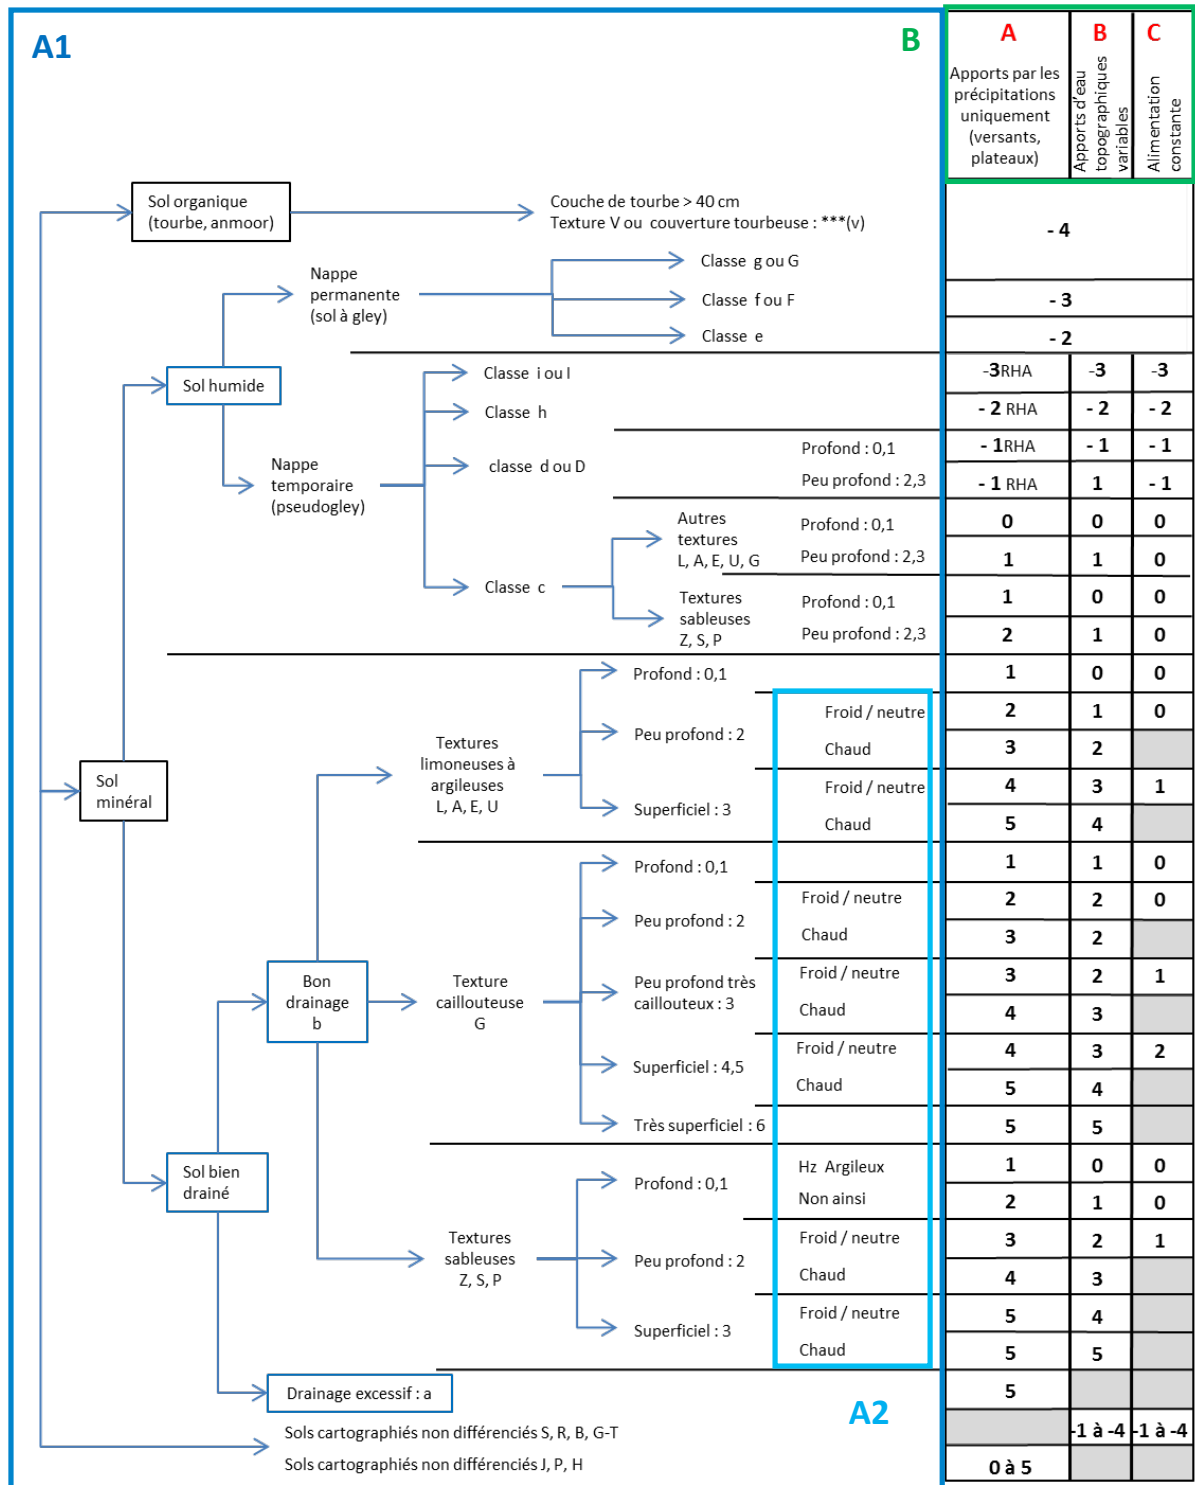 A1
B
A
B
C
Apports par les
précipitations
uniquement
(versants,
plateaux)
Apports d'eau
topographiques
variables
Alimentation
constante
Sol organique
(tourbe, anmoor)
Couche de tourbe > 40 cm
Texture V ou couverture tourbeuse : ***(v)
- 4
Nappe
permanente
(sol à gley)
Classe g ou G
Classe f ou F
- 3
Classe e
- 2
Sol humide
Classe i ou I
-3RHA -3 -3
Classe h
- 2 RHA - 2 - 2
Nappe
temporaire
(pseudogley)
classe d ou D
Profond : 0,1
- 1RHA - 1 - 1
Peu profond : 2,3
- 1 RHA 1 - 1
Classe c
Autres
textures
L, A, E, U, G
Profond : 0,1
0 0 0
Peu profond : 2,3
1 1 0
Textures
sableuses
Z, S, P
Profond : 0,1
1 0 0
Peu profond : 2,3
2 1 0
Sol
minéral
Sol bien
drainé
Bon
drainage
b
Textures
limoneuses à
argileuses
L, A, E, U
Profond : 0,1
1 0 0
Peu profond : 2
Froid / neutre
2 1 0
Chaud
3 2
Superficiel : 3
Froid / neutre
4 3 1
Chaud
5 4
Texture
caillouteuse
G
Profond : 0,1
1 1 0
Peu profond : 2
Froid / neutre
2 2 0
Chaud
3 2
Peu profond très
caillouteux : 3
Froid / neutre
3 2 1
Chaud
4 3
Superficiel : 4,5
Froid / neutre
4 3 2
Chaud
5 4
Très superficiel : 6
5 5
Textures
sableuses
Z, S, P
Profond : 0,1
Hz Argileux
1 0 0
Non ainsi
2 1 0
Peu profond : 2
Froid / neutre
3 2 1
Chaud
4 3
Superficiel : 3
Froid / neutre
5 4
Chaud
5 5
Drainage excessif : a
5
A2
Sols cartographiés non différenciés S, R, B, G-T
-1 à -4 -1 à -4
Sols cartographiés non différenciés J, P, H
0 à 5